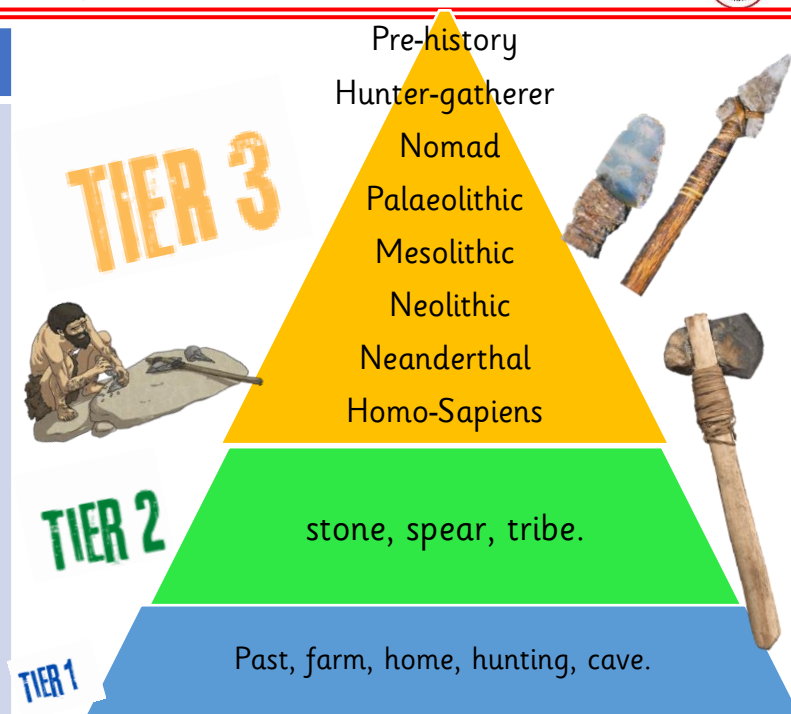 Pre-history
Hunter-gatherer
Nomad
TIER 3
Palaeolithic
Mesolithic
Neolithic
Neanderthal
Homo-Sapiens
TIER 2
stone, spear, tribe.
TIER 1
Past, farm, home, hunting, cave.